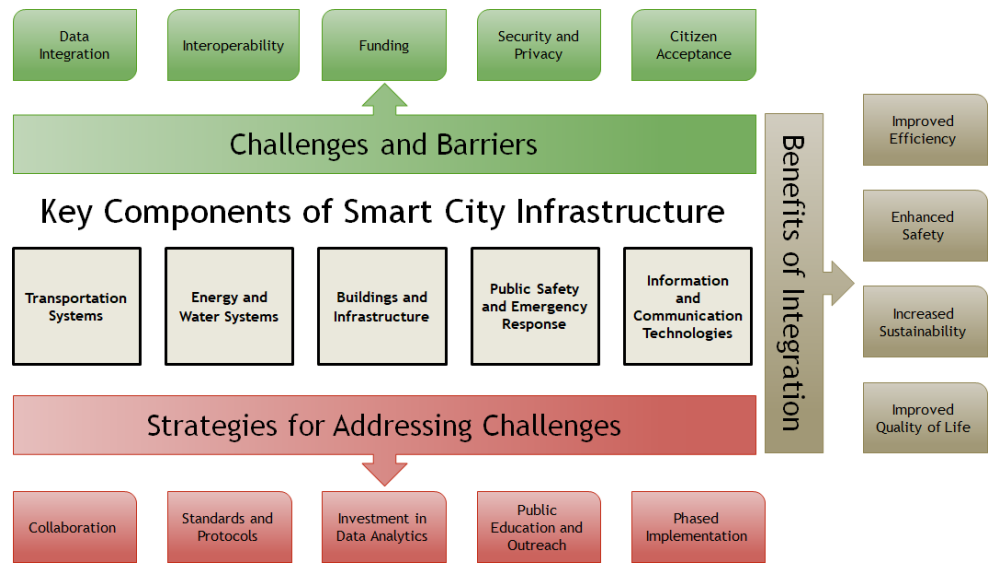 Data
Integration
Interoperability
Funding
Security and
Privacy
Citizen
Acceptance
Challenges and Barriers
Key Components of Smart City Infrastructure
Transportation
Systems
Energy and
Water Systems
Buildings and
Infrastructure
Public Safety
and Emergency
Response
Information
and
Communication
Technologies
Strategies for Addressing Challenges
Collaboration
Standards and
Protocols
Investment in
Data Analytics
Public
Education and
Outreach
Phased
Implementation
Benefits of Integration
Improved
Efficiency
Enhanced
Safety
Increased
Sustainability
Improved
Quality of Life